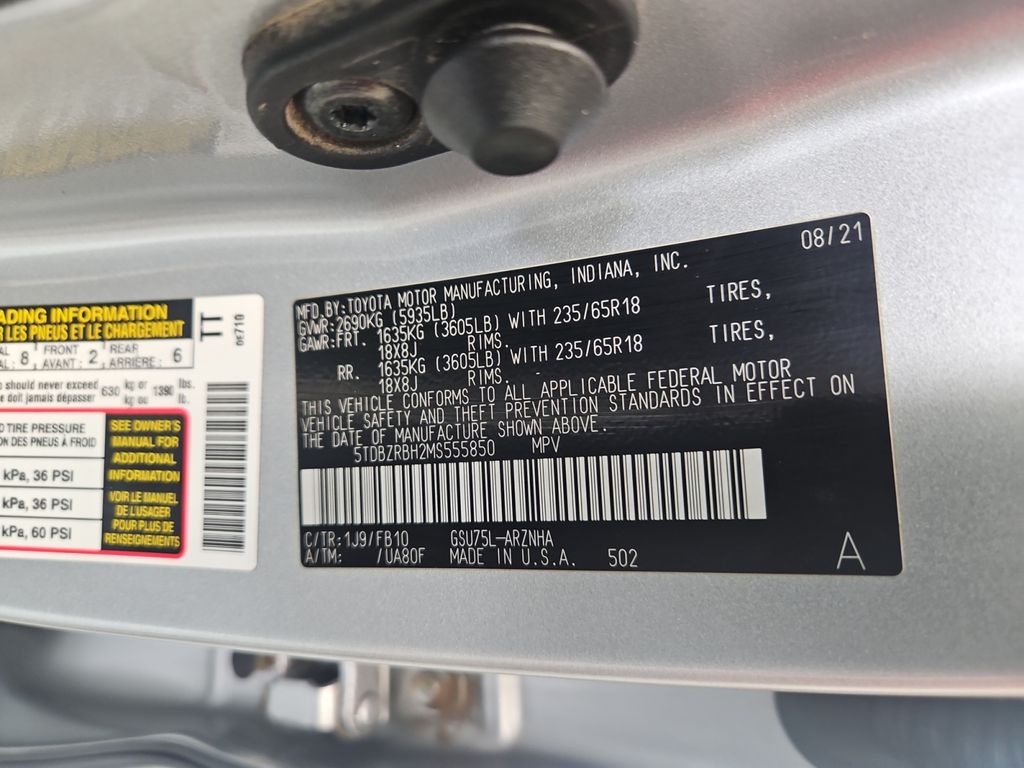 ADING INFORMATION
R LES PNEUS ET LE CHARGEMENT
TT
0E710
AL
AL: 8
FRONT
AVANT: 2
REAR
ARRIÈRE: 6
should never exceed 630 kg or lbs.
e doit jamais dépasser kg ou lb.
TIRE PRESSURE
ION DES PNEUS À FROID
kPa, 36 PSI
kPa, 36 PSI
kPa, 60 PSI
SEE OWNER'S
MANUAL FOR
ADDITIONAL
INFORMATION
VOIR LE MANUEL
DE L'USAGER
POUR PLUS DE
RENSEIGNEMENTS
08/21
MFD BY:TOYOTA MOTOR MANUFACTURING, INDIANA, INC.
GVWR:2690KG (5935LB)
GAWR:FRT. 1635KG (3605LB) WITH 235/65R18 TIRES,
18X8J RIMS.
RR. 1635KG (3605LB) WITH 235/65R18 TIRES,
18X8J RIMS.
THIS VEHICLE CONFORMS TO ALL APPLICABLE FEDERAL MOTOR
VEHICLE SAFETY AND THEFT PREVENTION STANDARDS IN EFFECT ON
THE DATE OF MANUFACTURE SHOWN ABOVE.
5TDBZRBH2MS555850 MPV
C/TR:1J9/FB10 GSU75L-ARZNHA
A/TM: /UA80F MADE IN U.S.A. 502
A